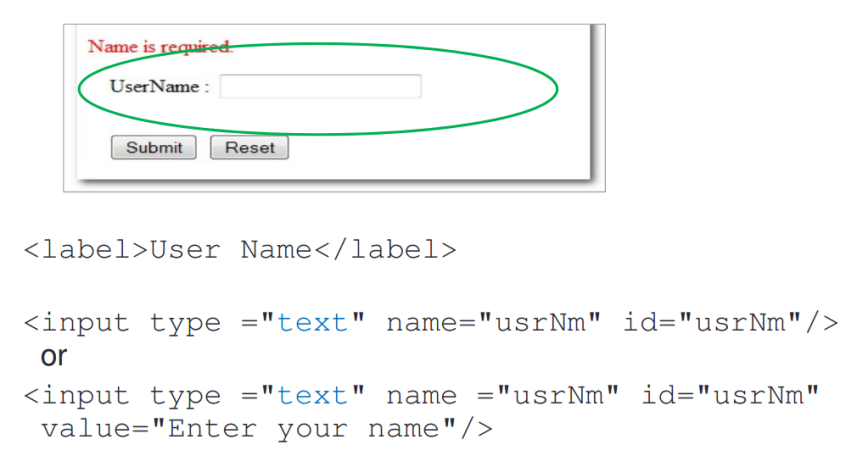 Name is required.
UserName :
Submit Reset
<label>User Name</label>
<input type ="text" name="usrNm" id="usrNm"/>
or
<input type ="text" name ="usrNm" id="usrNm"
value="Enter your name"/>